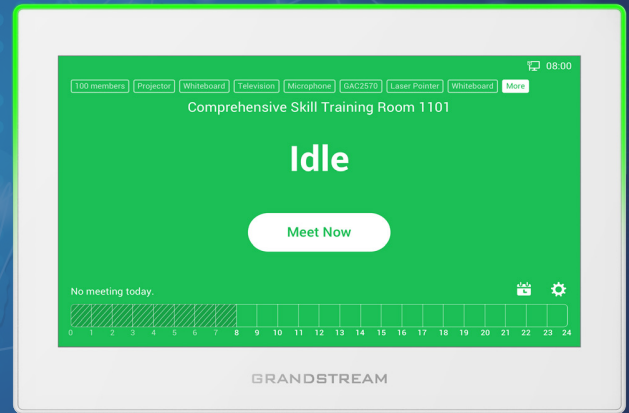 08:00
100 members Projector Whiteboard Television Microphone GAC2570 Laser Pointer Whiteboard More
Comprehensive Skill Training Room 1101
Idle
Meet Now
No meeting today.
0 1 2 3 4 5 6 7 8 9 10 11 12 13 14 15 16 17 18 19 20 21 22 23 24
GRANDSTREAM